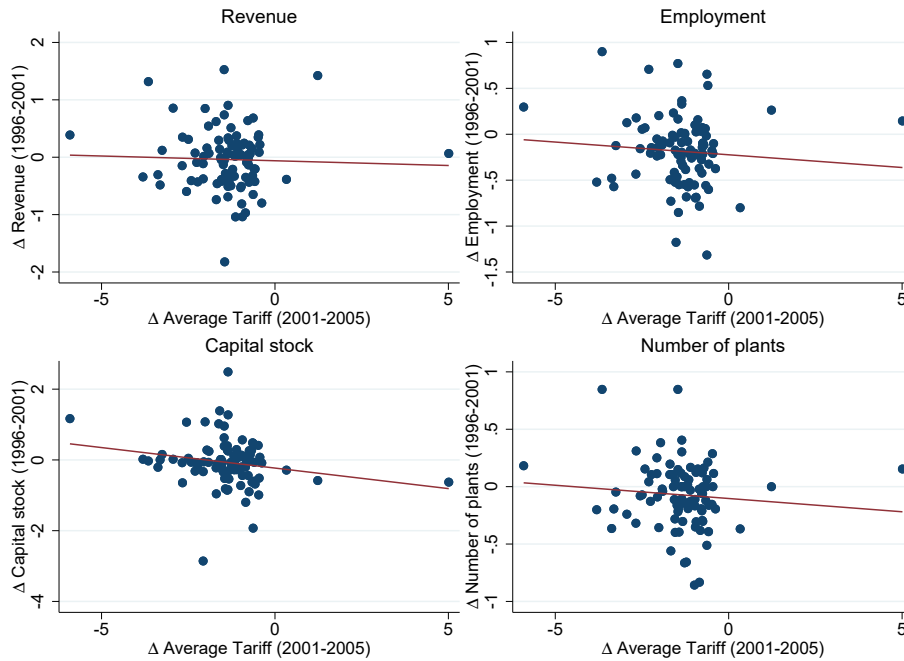 Revenue
Δ Revenue (1996-2001)
2
1
0
-1
-2
-5
0
5
Δ Average Tariff (2001-2005)
Employment
Δ Employment (1996-2001)
1
.5
0
-.5
-1
-1.5
-5
0
5
Δ Average Tariff (2001-2005)
Capital stock
Δ Capital stock (1996-2001)
2
0
-2
-4
-5
0
5
Δ Average Tariff (2001-2005)
Number of plants
Δ Number of plants (1996-2001)
1
.5
0
-.5
-1
-5
0
5
Δ Average Tariff (2001-2005)